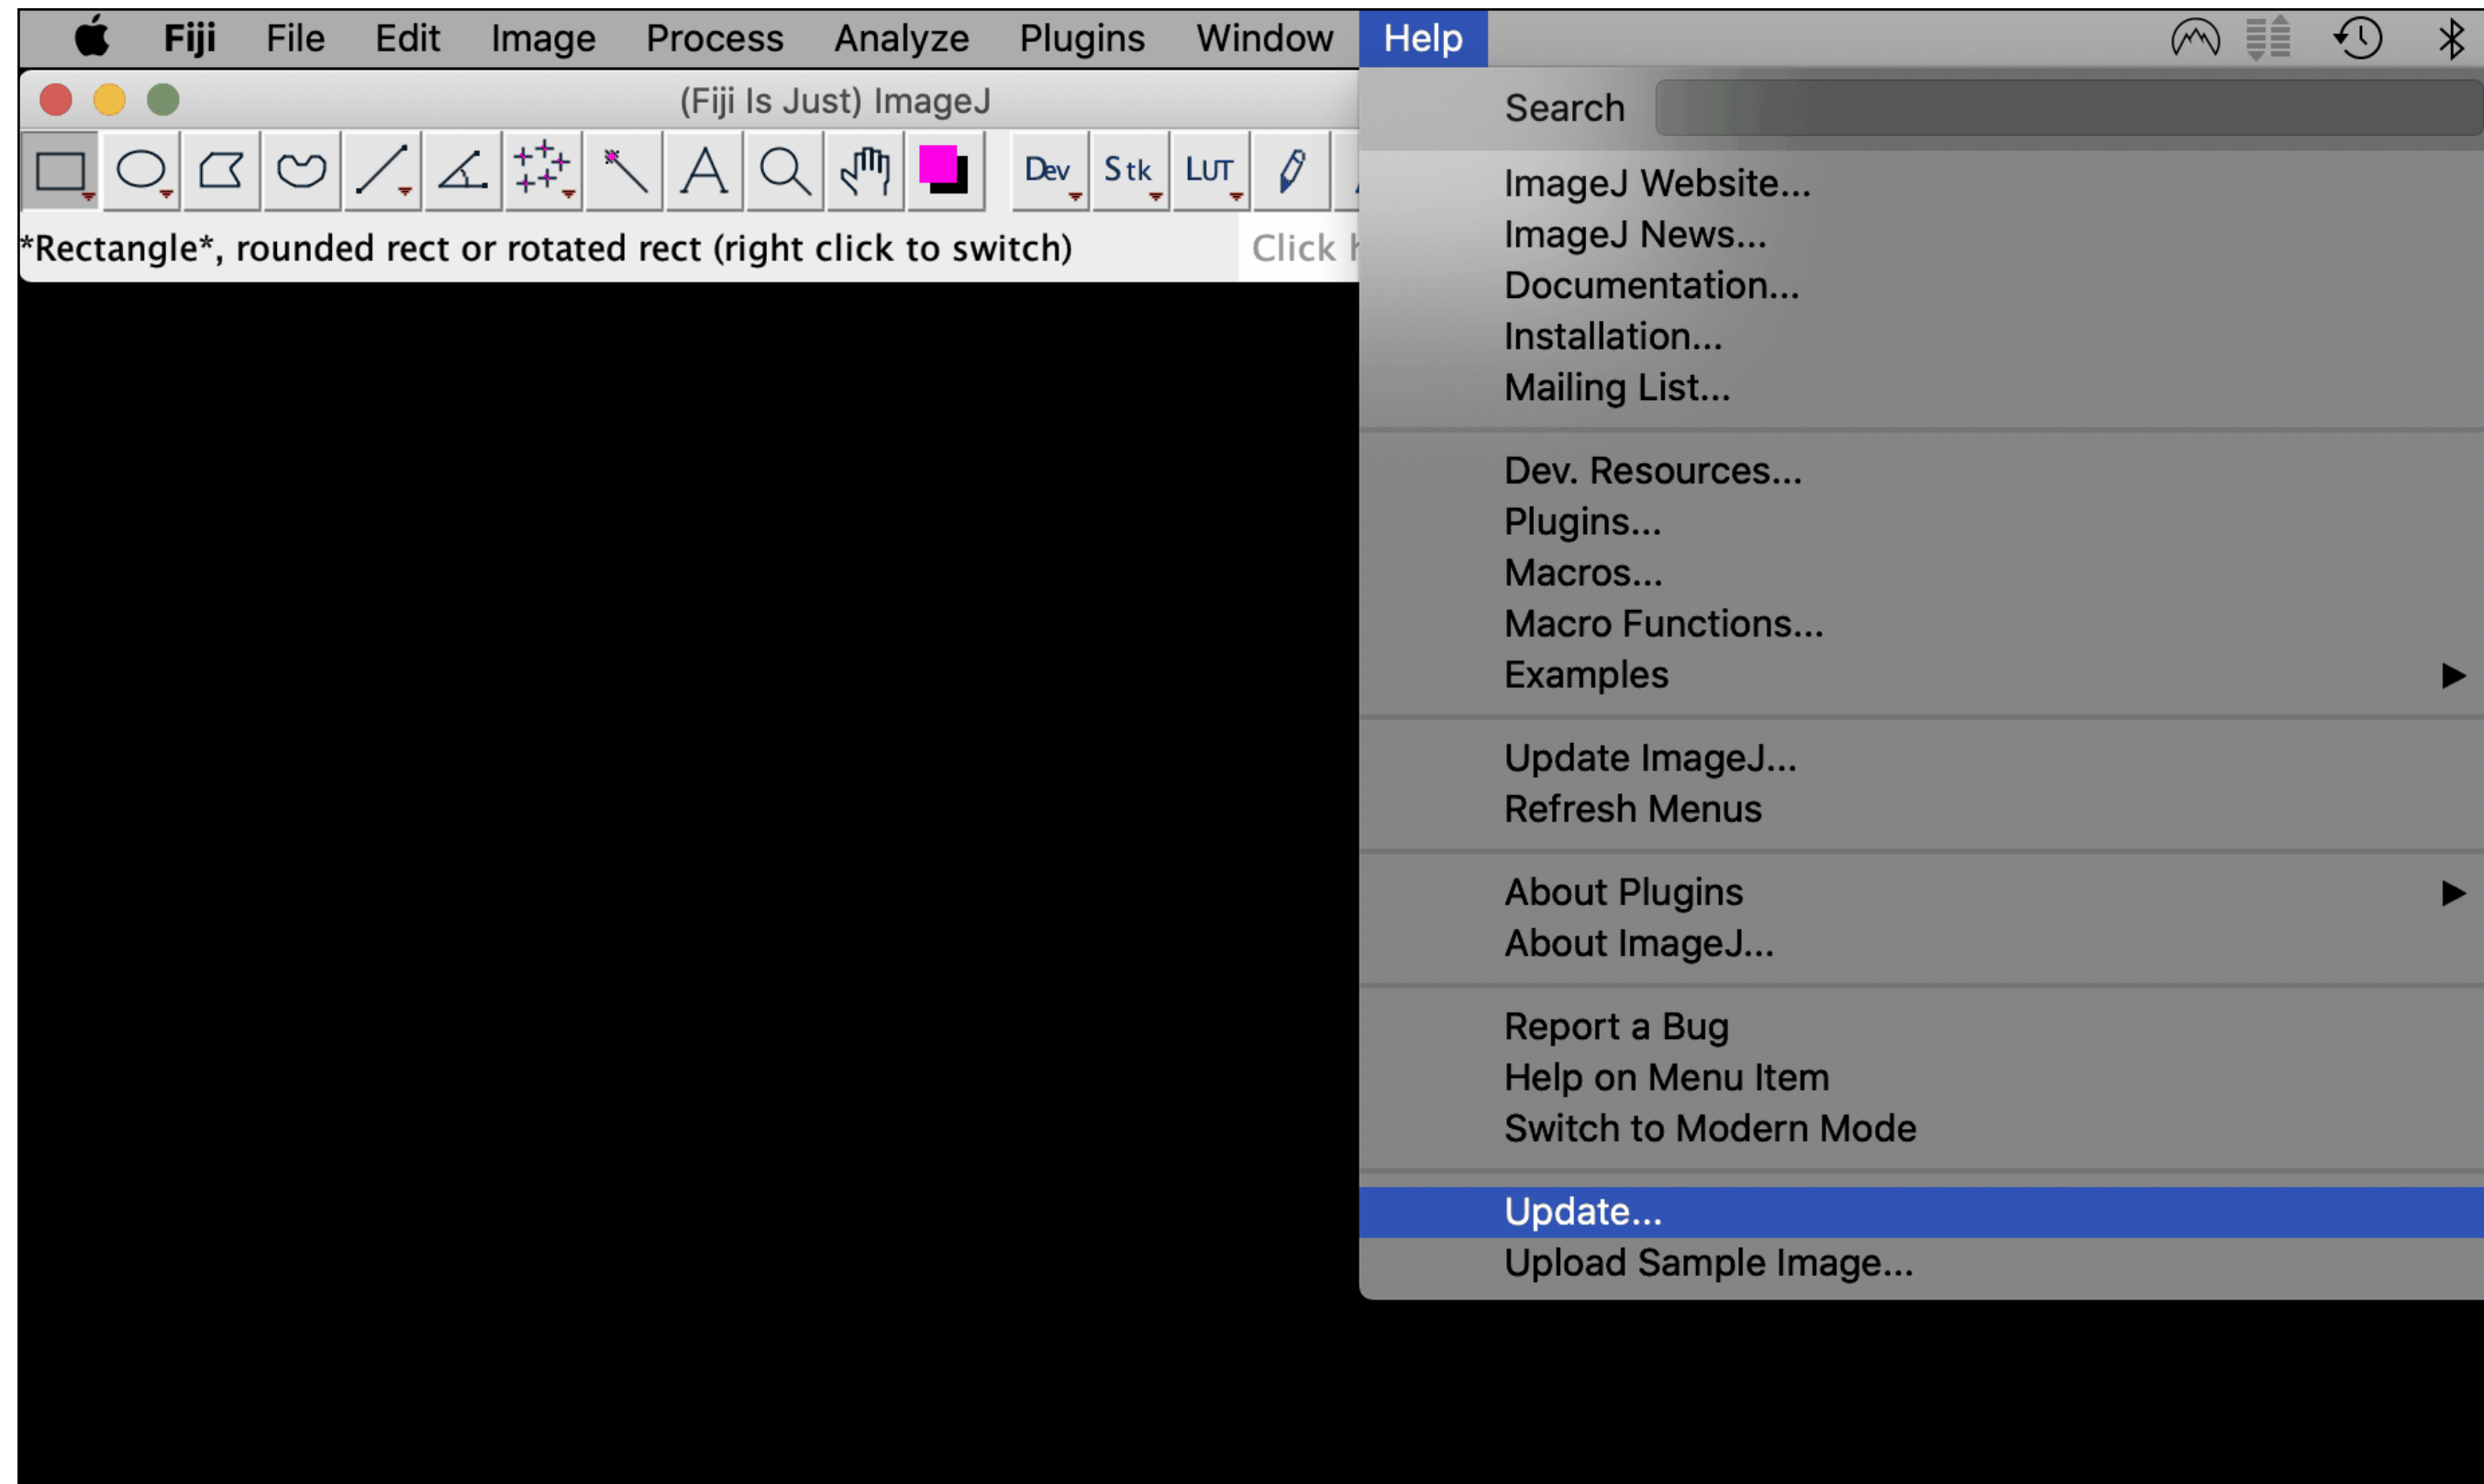 Fiji File Edit Image Process Analyze Plugins Window Help
(Fiji Is Just) ImageJ
Dev Stk LUT
*Rectangle*, rounded rect or rotated rect (right click to switch)
Click
Search
ImageJ Website...
ImageJ News...
Documentation...
Installation...
Mailing List...
Dev. Resources...
Plugins...
Macros...
Macro Functions...
Examples
Update ImageJ...
Refresh Menus
About Plugins
About ImageJ...
Report a Bug
Help on Menu Item
Switch to Modern Mode
Update...
Upload Sample Image...